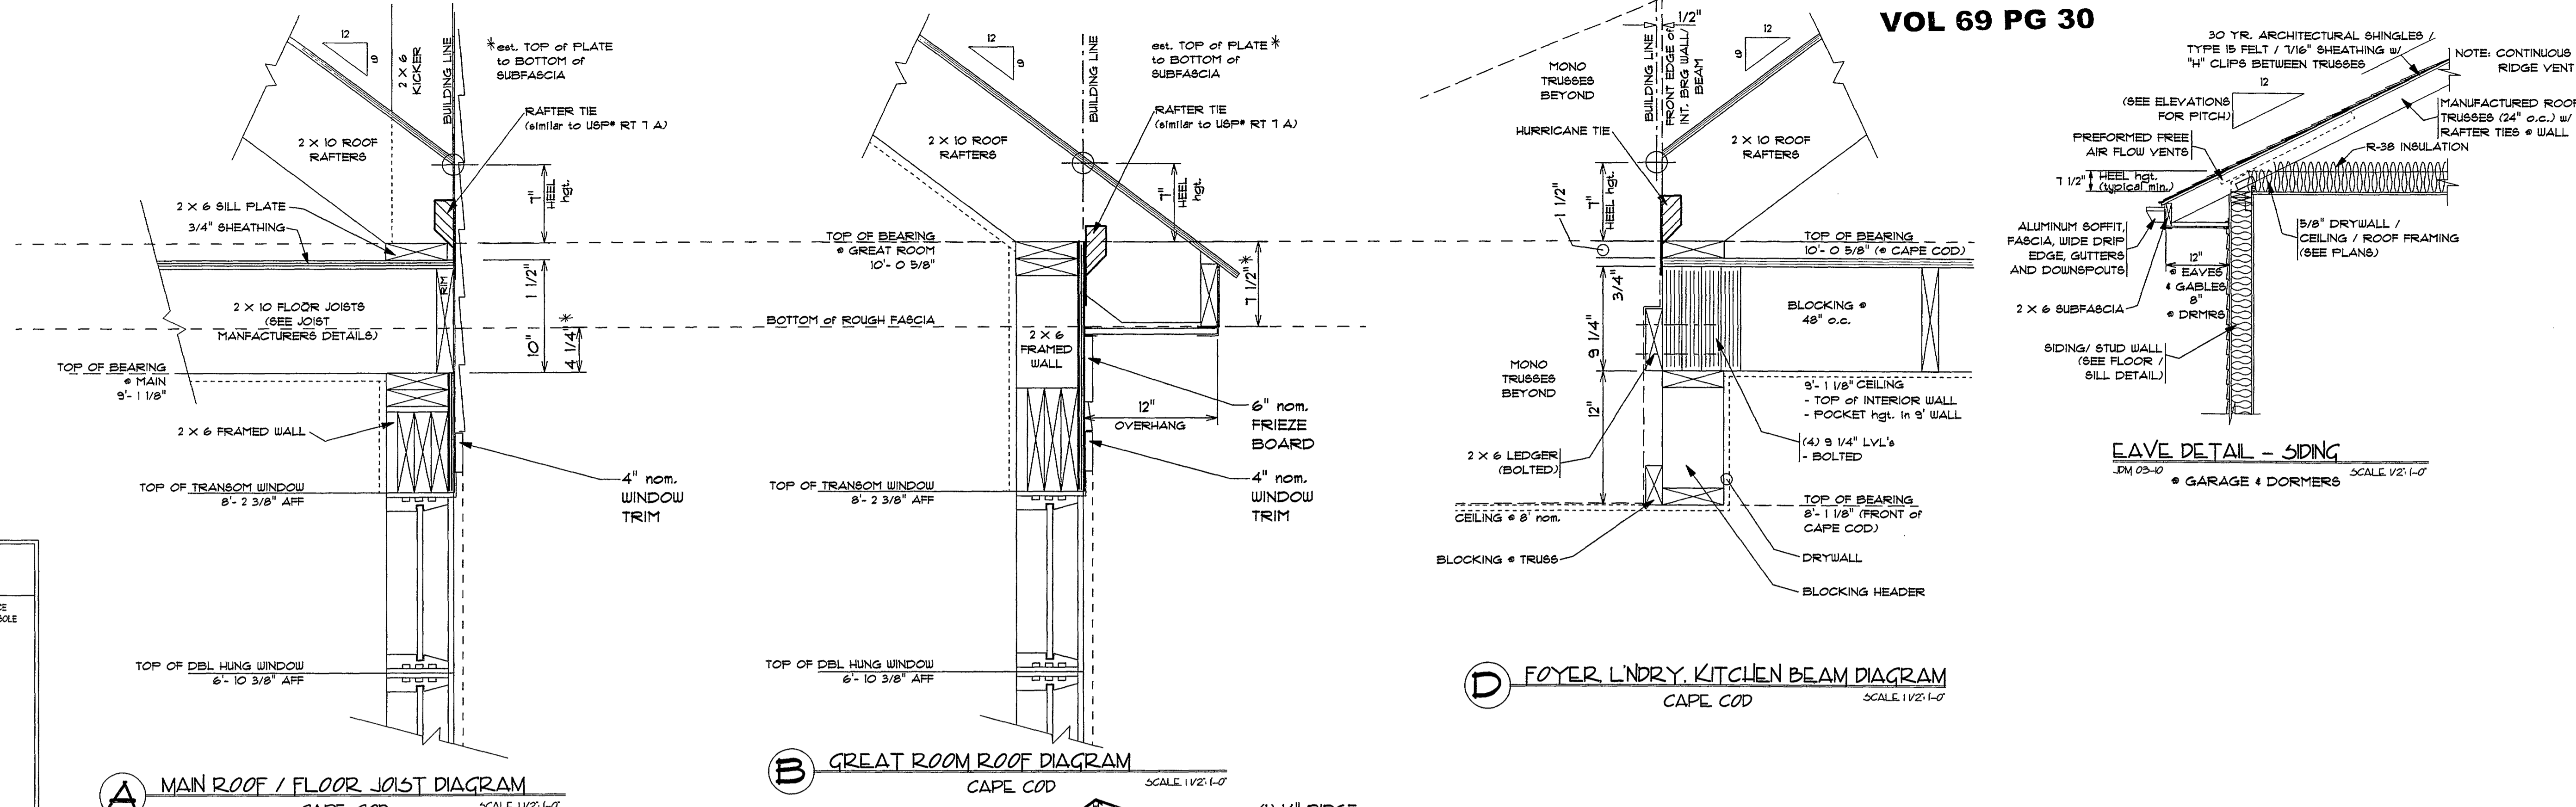 VOL 69 PG 30
12
9
2 X 6
KICKER
BUILDING LINE
*est. TOP of PLATE
to BOTTOM of
SUBFASCIA
RAFTER TIE
(similar to USP# RT 7 A)
2 X 10 ROOF
RAFTERS
7"
HEEL
hgt.
2 X 6 SILL PLATE
3/4" SHEATHING
RIM
1 1/2"
10"
4 1/4" *
2 X 10 FLOOR JOISTS
(SEE JOIST
MANFACTURERS DETAILS)
TOP OF BEARING
@ MAIN
9'- 1 1/8"
2 X 6 FRAMED WALL
4" nom.
WINDOW
TRIM
TOP OF TRANSOM WINDOW
8'- 2 3/8" AFF
TOP OF DBL HUNG WINDOW
6'- 10 3/8" AFF
A
MAIN ROOF / FLOOR JOIST DIAGRAM
CAPE COD
SCALE 1 1/2": 1'-0"
12
9
BUILDING LINE
est. TOP of PLATE *
to BOTTOM of
SUBFASCIA
RAFTER TIE
(similar to USP# RT 7 A)
2 X 10 ROOF
RAFTERS
7"
HEEL
hgt.
TOP OF BEARING
@ GREAT ROOM
10'- 0 5/8"
7 1/2" *
BOTTOM of ROUGH FASCIA
2 X 6
FRAMED
WALL
12"
OVERHANG
6" nom.
FRIEZE
BOARD
4" nom.
WINDOW
TRIM
TOP OF TRANSOM WINDOW
8'- 2 3/8" AFF
TOP OF DBL HUNG WINDOW
6'- 10 3/8" AFF
B
GREAT ROOM ROOF DIAGRAM
CAPE COD
SCALE 1 1/2": 1'-0"
RIDGE
1/2"
BUILDING LINE
FRONT EDGE of
INT. BRG WALL/
BEAM
12
9
MONO
TRUSSES
BEYOND
HURRICANE TIE
2 X 10 ROOF
RAFTERS
1 1/2"
7"
HEEL hgt.
TOP OF BEARING
10'- 0 5/8" (@ CAPE COD)
3/4"
9 1/4"
12"
BLOCKING @
48" o.c.
MONO
TRUSSES
BEYOND
9'- 1 1/8" CEILING
- TOP of INTERIOR WALL
- POCKET hgt. in 9' WALL
(4) 9 1/4" LVL's
- BOLTED
2 X 6 LEDGER
(BOLTED)
TOP OF BEARING
8'- 1 1/8" (FRONT of
CAPE COD)
CEILING @ 8' nom.
BLOCKING @ TRUSS
DRYWALL
BLOCKING HEADER
D
FOYER L'NDRY. KITCHEN BEAM DIAGRAM
CAPE COD
SCALE 1 1/2": 1'-0"
30 YR. ARCHITECTURAL SHINGLES /
TYPE 15 FELT / 7/16" SHEATHING w/
"H" CLIPS BETWEEN TRUSSES
NOTE: CONTINUOUS
RIDGE VENT
12
(SEE ELEVATIONS
FOR PITCH)
MANUFACTURED ROOF
TRUSSES (24" o.c.) w/
RAFTER TIES @ WALL
PREFORMED FREE
AIR FLOW VENTS
R-38 INSULATION
7 1/2"
HEEL hgt.
(typical min.)
ALUMINUM SOFFIT,
FASCIA, WIDE DRIP
EDGE, GUTTERS
AND DOWNSPOUTS
5/8" DRYWALL /
CEILING / ROOF FRAMING
(SEE PLANS)
12"
@ EAVES
& GABLES
8"
@ DRMRS
2 X 6 SUBFASCIA
SIDING/ STUD WALL
(SEE FLOOR /
SILL DETAIL)
EAVE DETAIL - SIDING
JDM 03-10
SCALE 1/2": 1'-0"
@ GARAGE & DORMERS